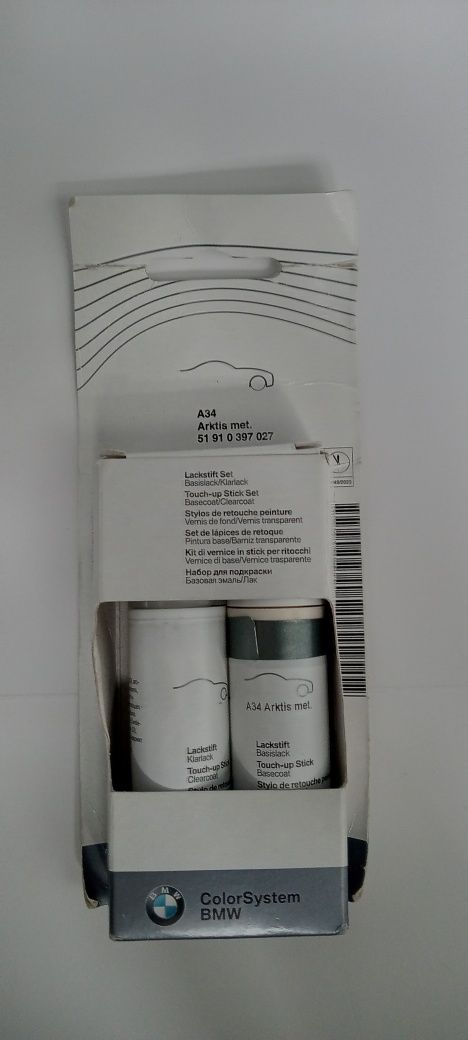 A34
Arktis met.
51 91 0 397 027
Lackstift Set
Basislack/Klarlack
Touch-up Stick Set
Basecoat/Clearcoat
Stylos de retouche peinture
Vernis de fond/Vernis transparent
Set de lápices de retoque
Pintura base/Barniz transparente
Kit di vernice in stick per ritocchi
Vernice di base/Vernice trasparente
Набор для подкраски
Базовая эмаль/Лак
Lackstift
Klarlack
Touch-up Stick
Clearcoat
Stylo de
A34 Arktis met.
Lackstift
Basislack
Touch-up Stick
Basecoat
Stylo de retouche
BMW
ColorSystem
BMW